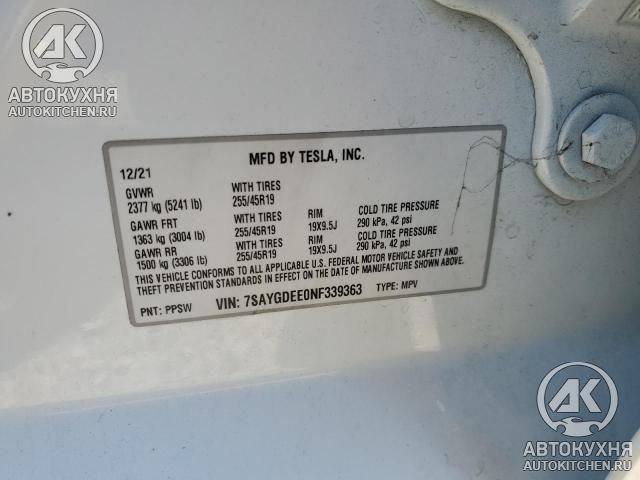 AK
АВТОКУХНЯ
AUTOKITCHEN.RU
MFD BY TESLA, INC.
12/21
GVWR WITH TIRES
2377 kg (5241 lb) 255/45R19
GAWR FRT WITH TIRES RIM COLD TIRE PRESSURE
1363 kg (3004 lb) 255/45R19 19X9.5J 290 kPa, 42 psi
GAWR RR WITH TIRES RIM COLD TIRE PRESSURE
1500 kg (3306 lb) 255/45R19 19X9.5J 290 kPa, 42 psi
THIS VEHICLE CONFORMS TO ALL APPLICABLE FEDERAL MOTOR VEHICLE SAFETY AND
THEFT PREVENTION STANDARDS IN EFFECT ON THE DATE OF MANUFACTURE SHOWN ABOVE.
PNT: PPSW VIN: 7SAYGDEE0NF339363 TYPE: MPV
AK
АВТОКУХНЯ
AUTOKITCHEN.RU